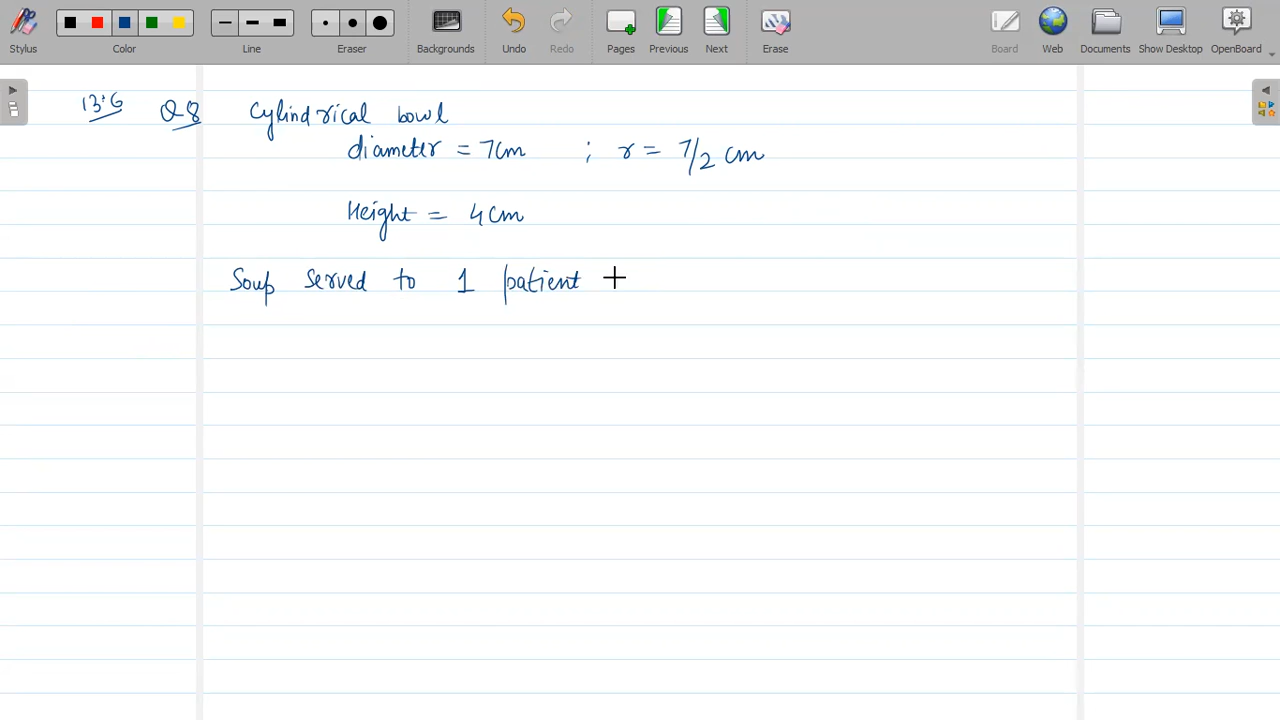 Stylus Color Line Eraser Backgrounds Undo Redo Pages Previous Next Erase Board Web Documents Show Desktop OpenBoard
13.6 Q8 Cylindrical bowl
diameter = 7cm ; r = 7/2 cm
Height = 4cm
Soup served to 1 patient